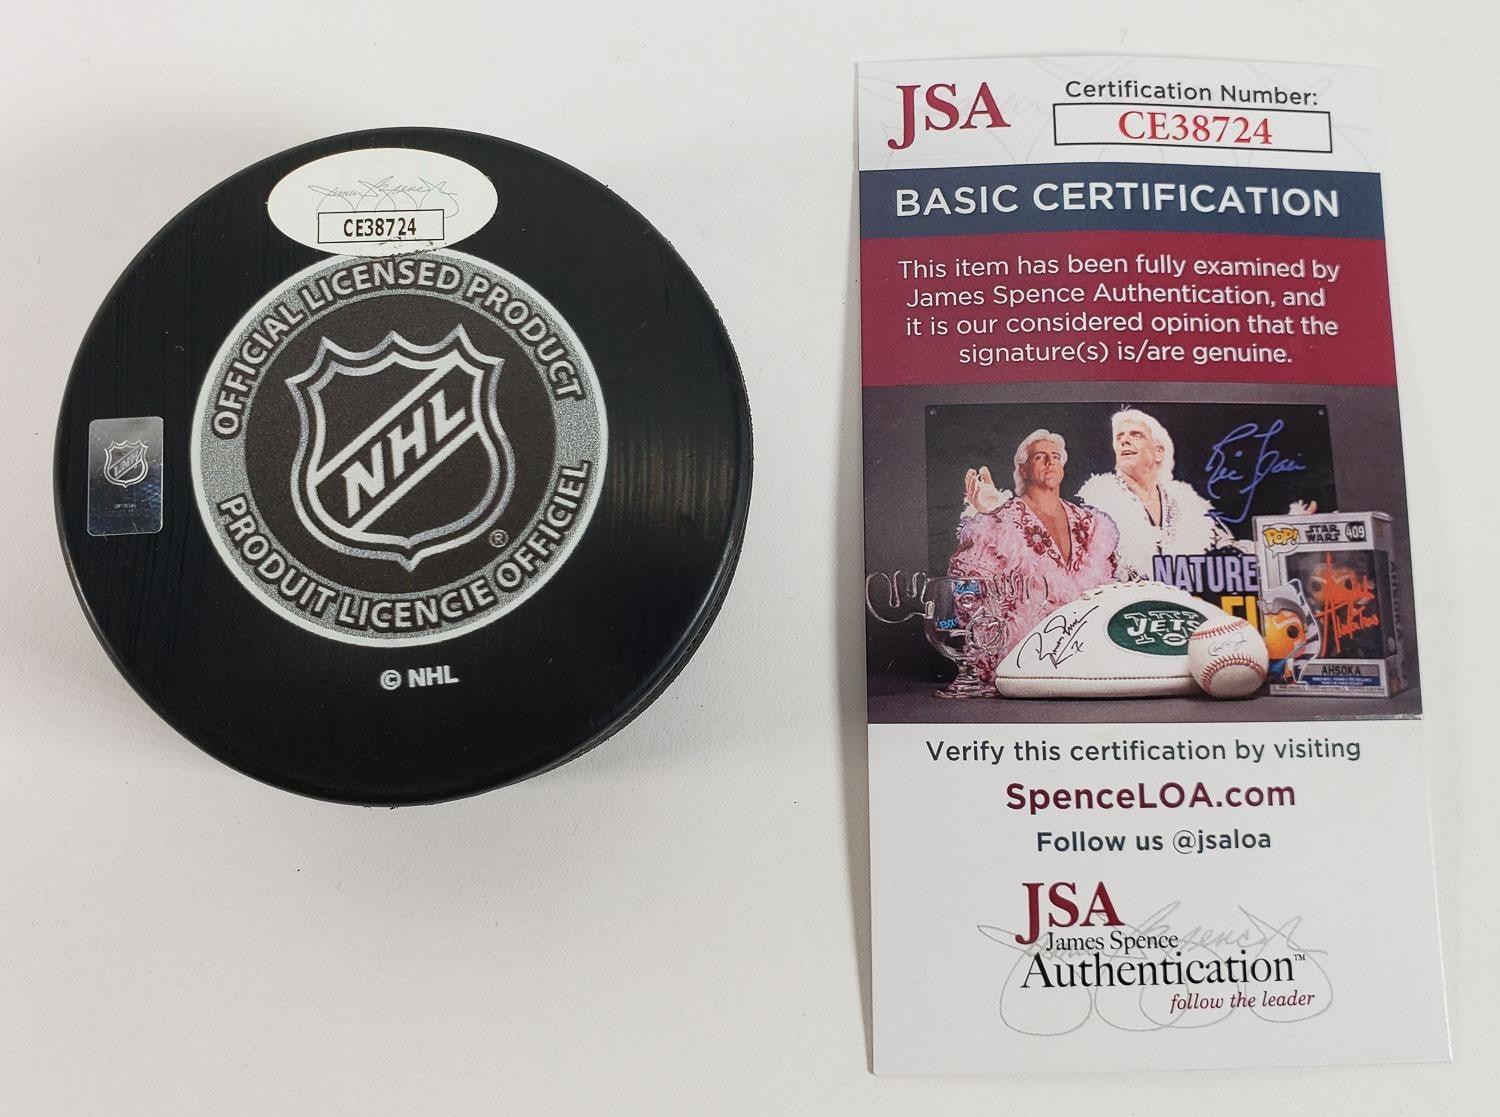 CE38724
OFFICIAL LICENSED PRODUCT
NHL
®
PRODUIT LICENCIE OFFICIEL
© NHL
NHL
JSA
Certification Number:
CE38724
BASIC CERTIFICATION
This item has been fully examined by
James Spence Authentication, and
it is our considered opinion that the
signature(s) is/are genuine.
NATURE
JETS
POP!
STAR
WARS
409
AHSOKA
Verify this certification by visiting
SpenceLOA.com
Follow us @jsaloa
JSA
James Spence
Authentication™
follow the leader